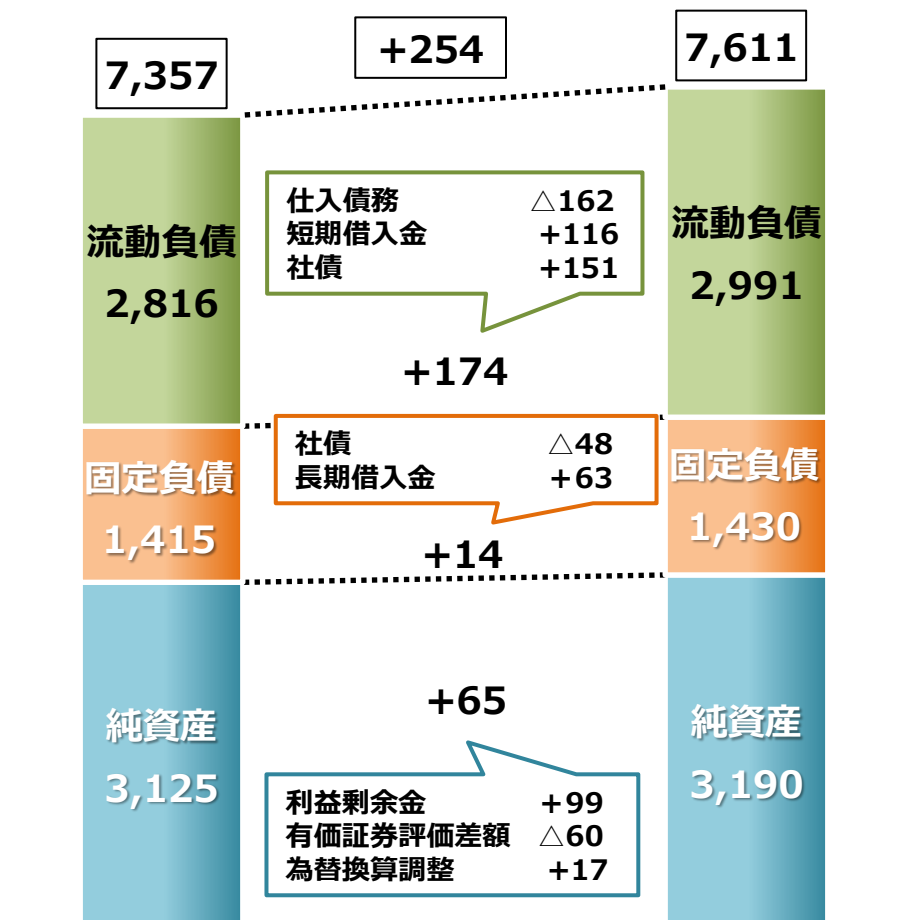 7,357
+254
7,611
流動負債
2,816
仕入債務 △162
短期借入金 +116
社債 +151
+174
流動負債
2,991
固定負債
1,415
社債 △48
長期借入金 +63
+14
固定負債
1,430
純資産
3,125
+65
利益剰余金 +99
有価証券評価差額 △60
為替換算調整 +17
純資産
3,190